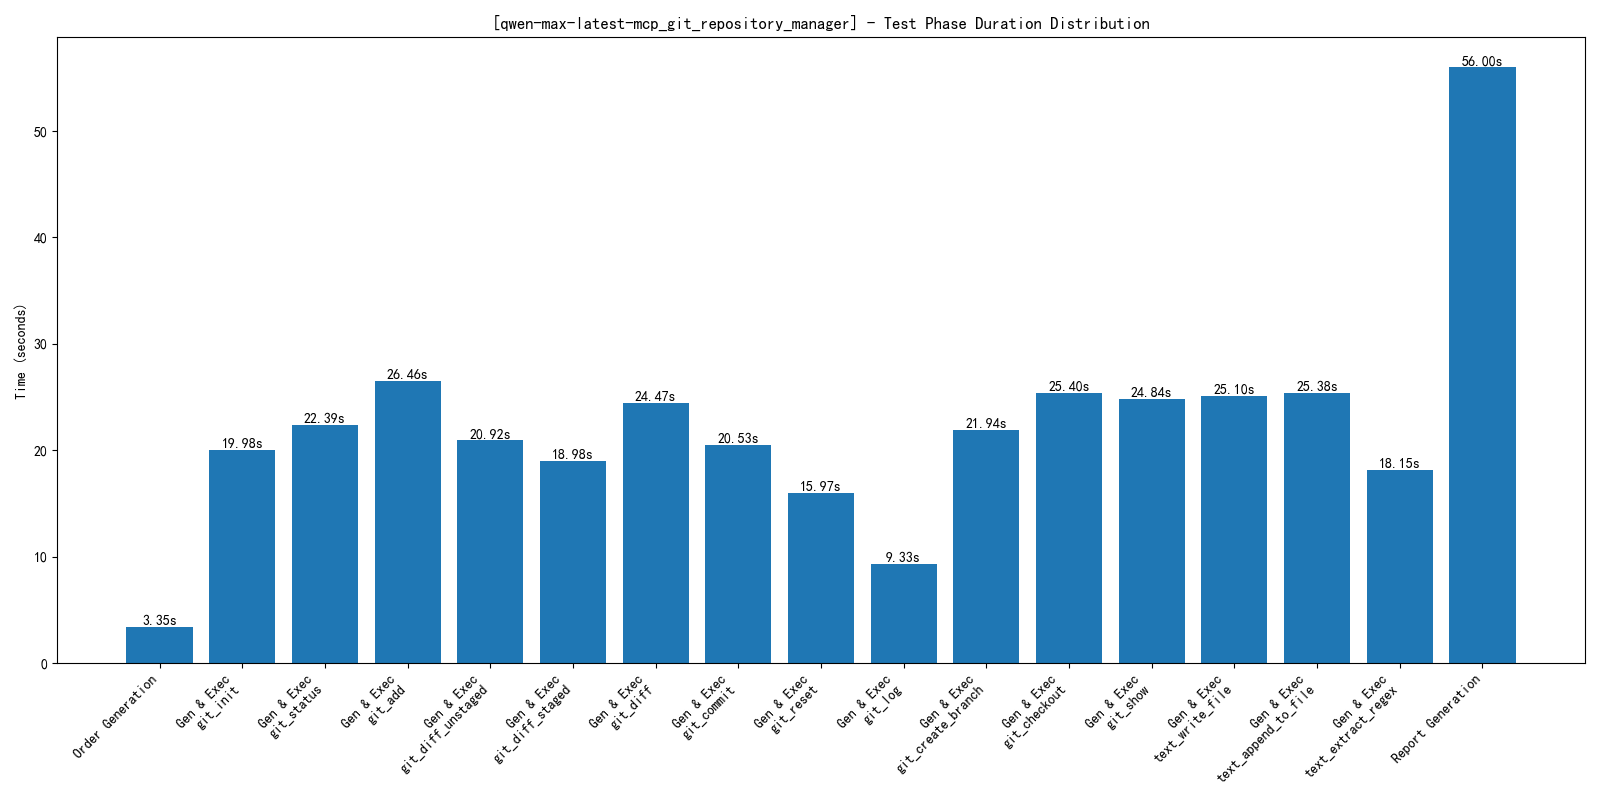 [qwen-max-latest-mcp_git_repository_manager] - Test Phase Duration Distribution
Time (seconds)
50
40
30
20
10
0
3.35s
19.98s
22.39s
26.46s
20.92s
18.98s
24.47s
20.53s
15.97s
9.33s
21.94s
25.40s
24.84s
25.10s
25.38s
18.15s
56.00s
Order Generation
Gen & Exec
git_init
Gen & Exec
git_status
Gen & Exec
git_add
Gen & Exec
git_diff_unstaged
Gen & Exec
git_diff_staged
Gen & Exec
git_diff
Gen & Exec
git_commit
Gen & Exec
git_reset
Gen & Exec
git_log
Gen & Exec
git_create_branch
Gen & Exec
git_checkout
Gen & Exec
git_show
Gen & Exec
text_write_file
Gen & Exec
text_append_to_file
Gen & Exec
text_extract_regex
Report Generation